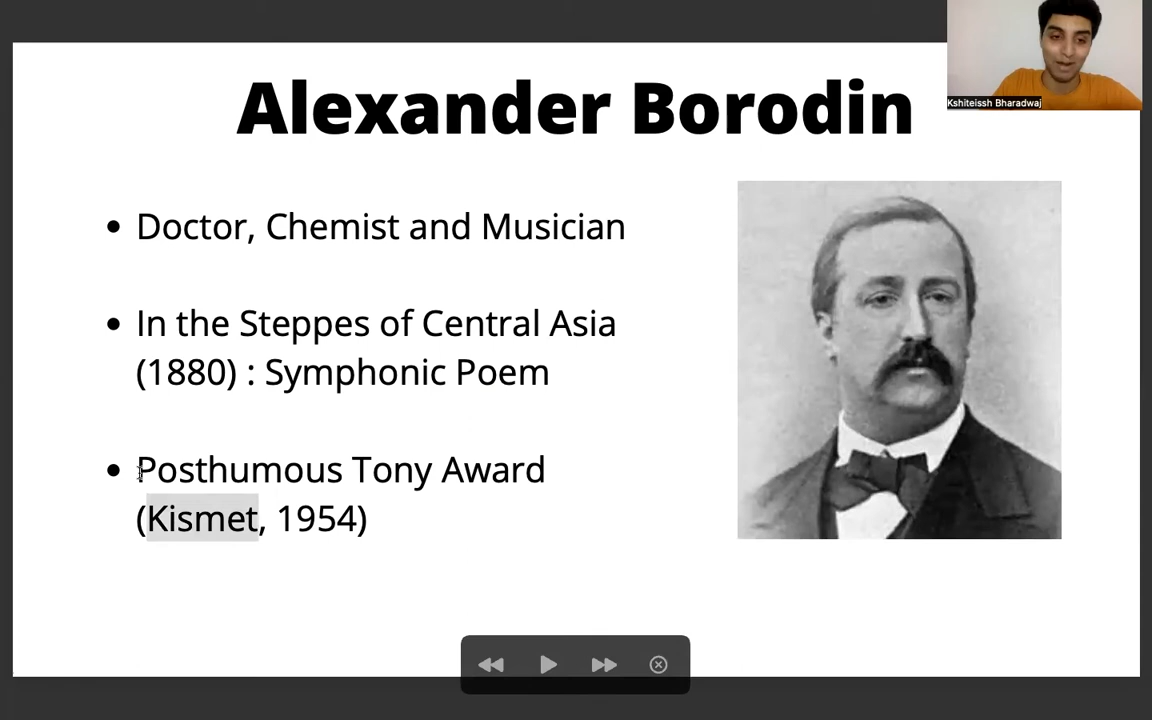 Alexander Borodin
Kshiteissh Bharadwaj
• Doctor, Chemist and Musician
• In the Steppes of Central Asia
(1880) : Symphonic Poem
• Posthumous Tony Award
(Kismet, 1954)